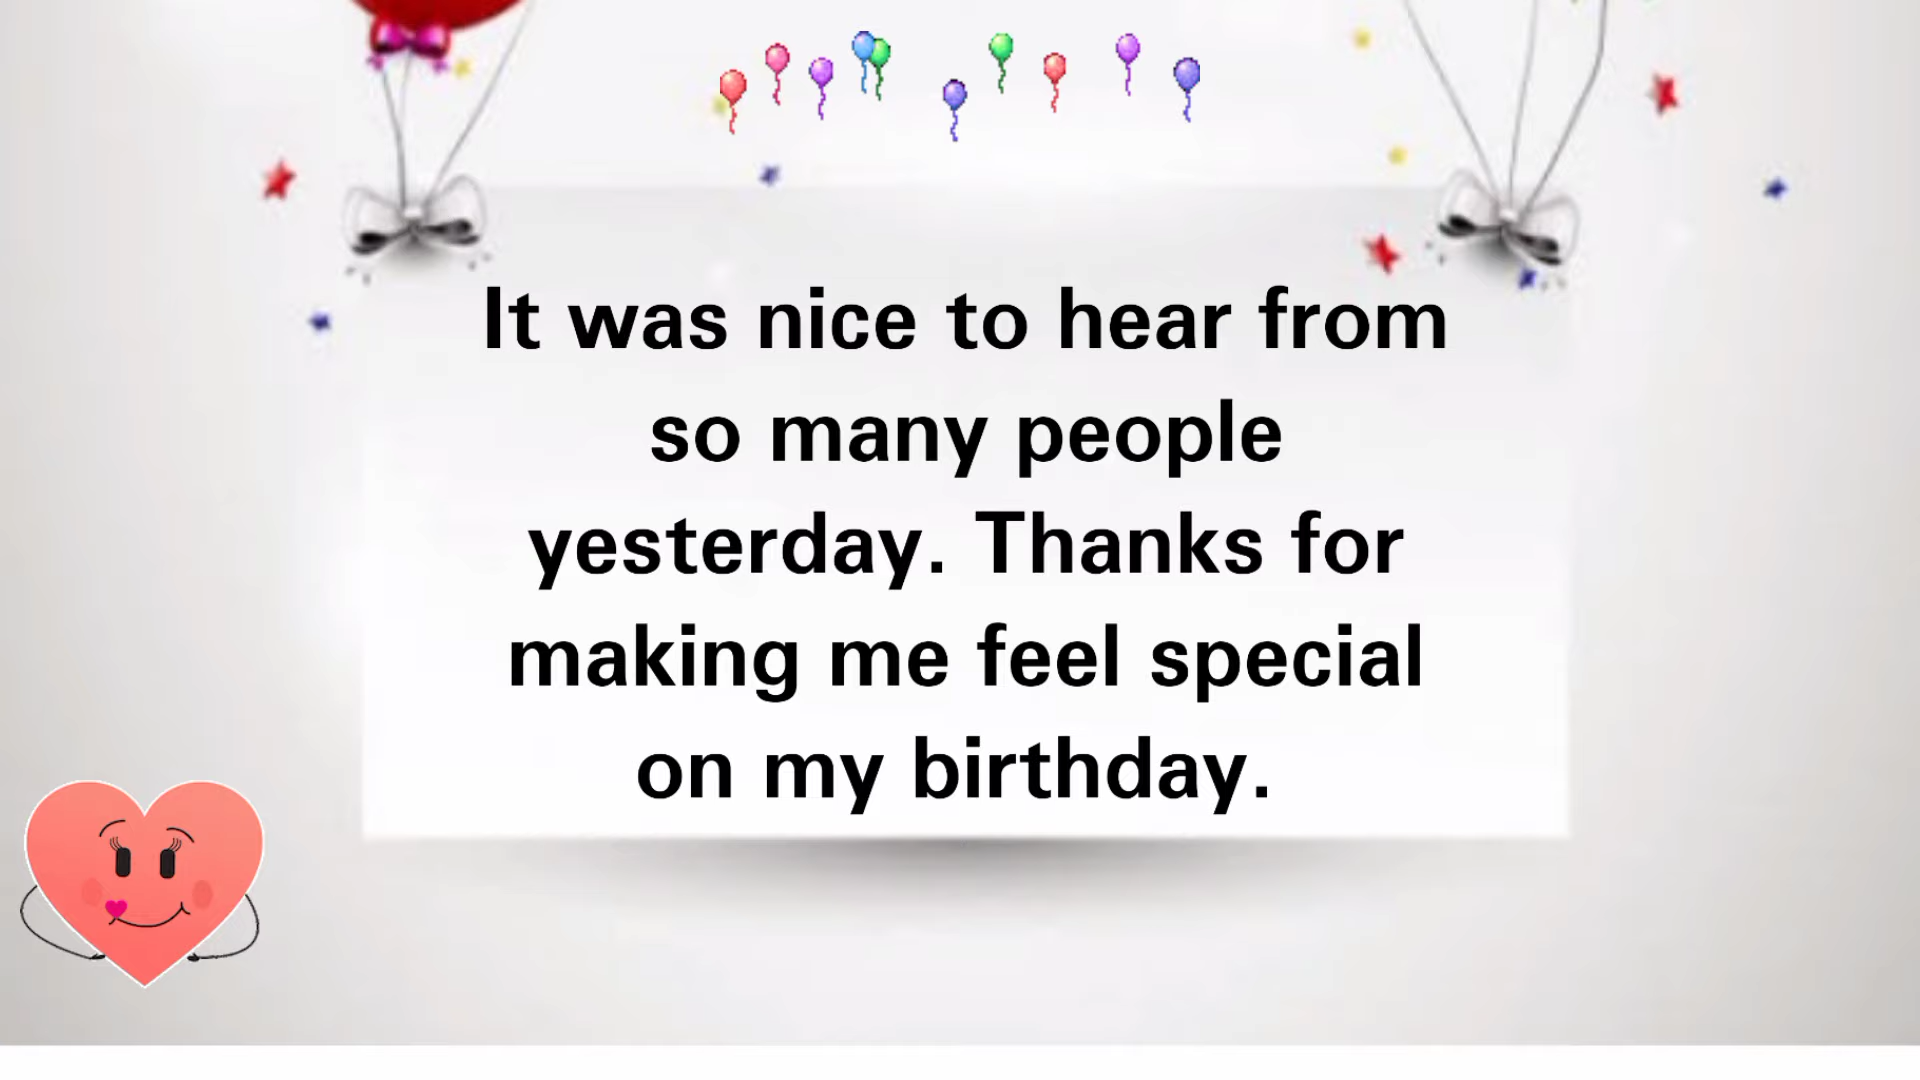 It was nice to hear from
so many people
yesterday. Thanks for
making me feel special
on my birthday.